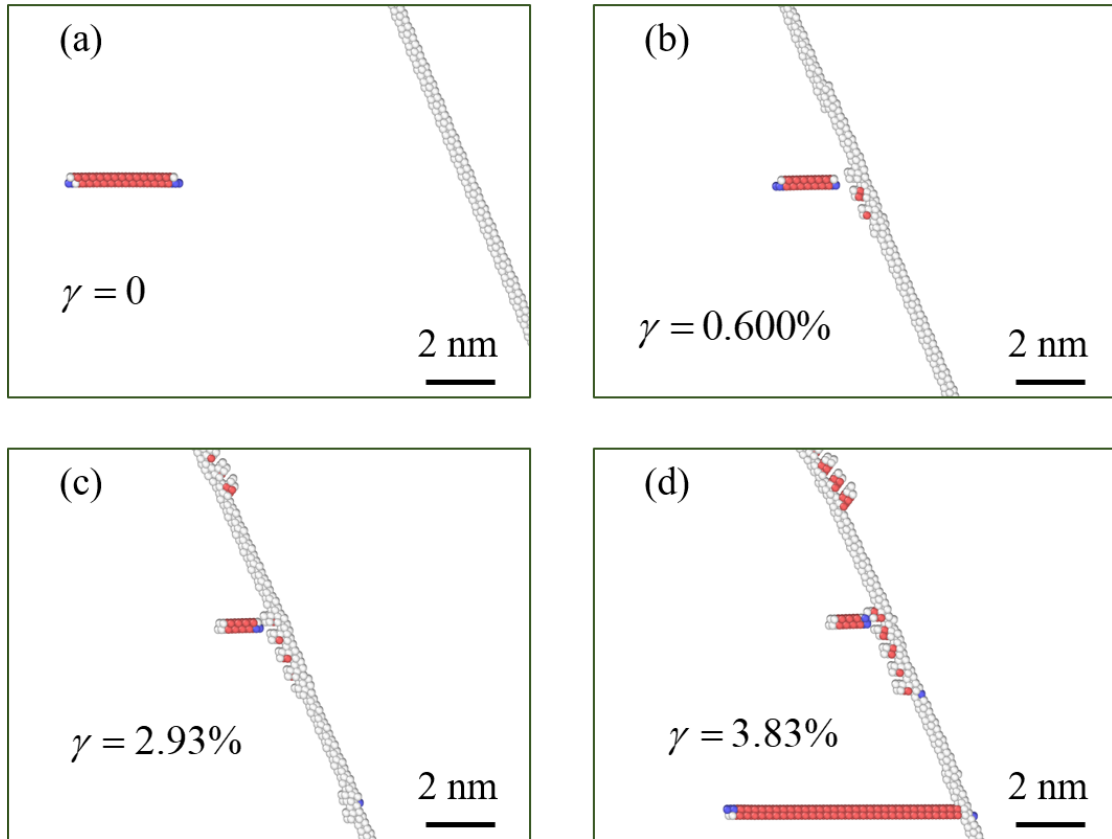 (a)
γ = 0
2 nm
(b)
γ = 0.600%
2 nm
(c)
γ = 2.93%
2 nm
(d)
γ = 3.83%
2 nm